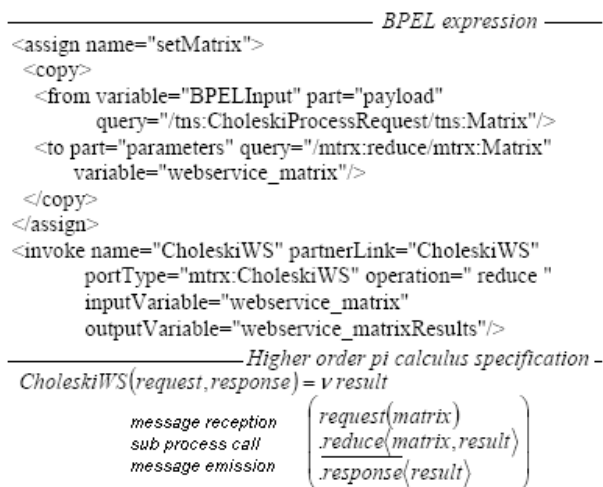 BPEL expression
<assign name="setMatrix">
<copy>
<from variable="BPELInput" part="payload"
query="/tns:CholeskiProcessRequest/tns:Matrix"/>
<to part="parameters" query="/mtrx:reduce/mtrx:Matrix"
variable="webservice_matrix"/>
</copy>
</assign>
<invoke name="CholeskiWS" partnerLink="CholeskiWS"
portType="mtrx:CholeskiWS" operation=" reduce "
inputVariable="webservice_matrix"
outputVariable="webservice_matrixResults"/>
Higher order pi calculus specification
CholeskiWS(request,response) = ν result
message reception request(matrix)
sub process call .reduce⟨matrix,result⟩
message emission .response⟨result⟩